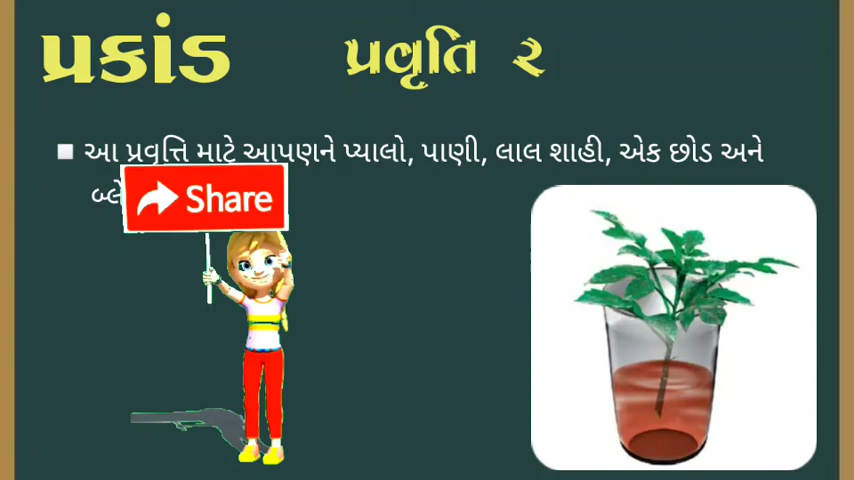 પ્રકાંડ
પ્રવૃતિ ૨
આ પ્રવૃત્તિ માટે આપણને પ્યાલો, પાણી, લાલ શાહી, એક છોડ અને
Share